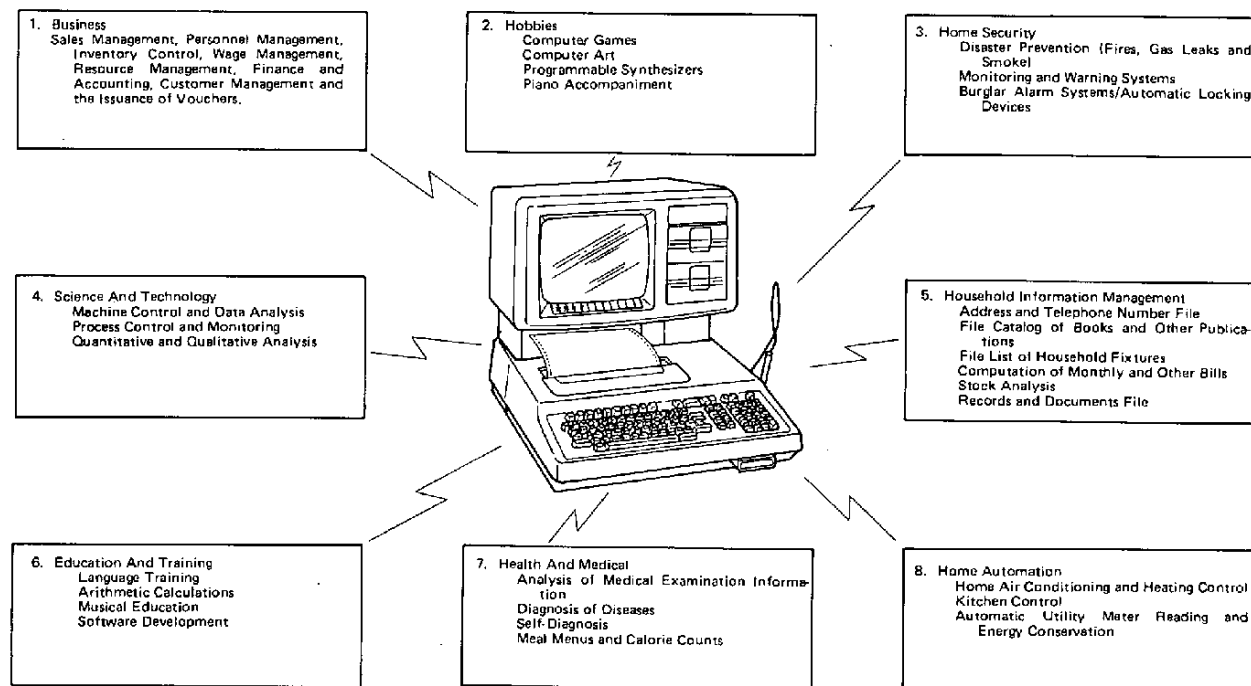 1. Business
Sales Management, Personnel Management,
Inventory Control, Wage Management,
Resource Management, Finance and
Accounting, Customer Management and
the Issuance of Vouchers.
2. Hobbies
Computer Games
Computer Art
Programmable Synthesizers
Piano Accompaniment
3. Home Security
Disaster Prevention (Fires, Gas Leaks and
Smoke)
Monitoring and Warning Systems
Burglar Alarm Systems/Automatic Locking
Devices
4. Science And Technology
Machine Control and Data Analysis
Process Control and Monitoring
Quantitative and Qualitative Analysis
5. Household Information Management
Address and Telephone Number File
File Catalog of Books and Other Publica-
tions
File List of Household Fixtures
Computation of Monthly and Other Bills
Stock Analysis
Records and Documents File
6. Education And Training
Language Training
Arithmetic Calculations
Musical Education
Software Development
7. Health And Medical
Analysis of Medical Examination Informa-
tion
Diagnosis of Diseases
Self-Diagnosis
Meal Menus and Calorie Counts
8. Home Automation
Home Air Conditioning and Heating Control
Kitchen Control
Automatic Utility Meter Reading and
Energy Conservation